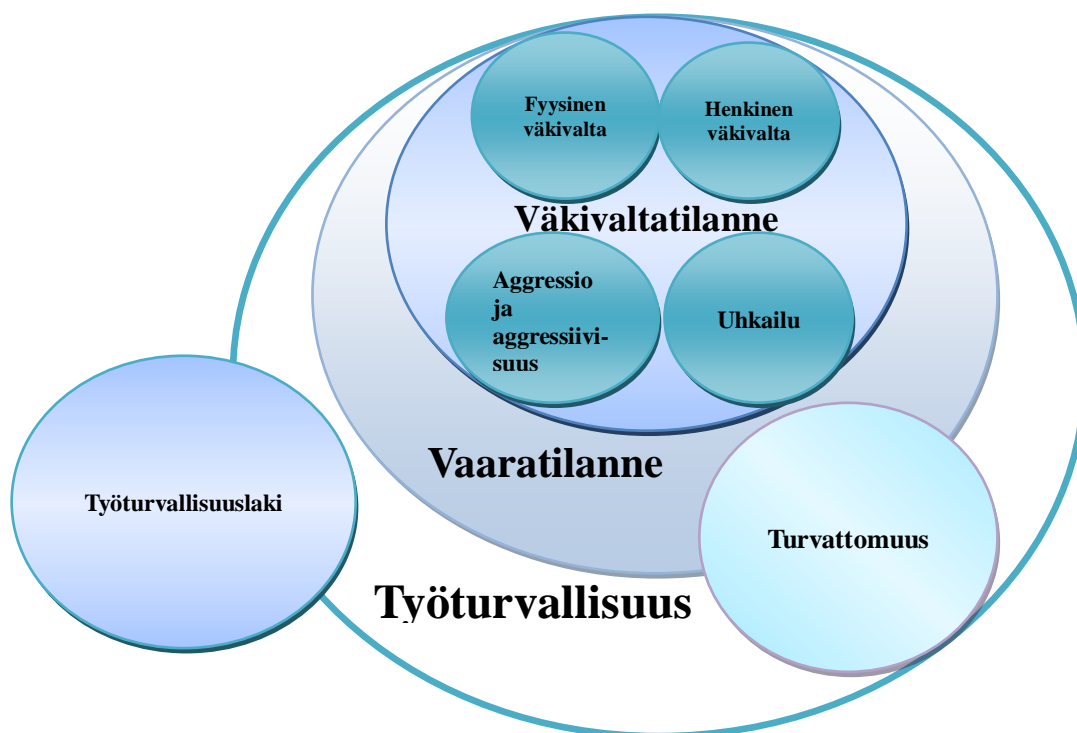 Fyysinen
väkivalta
Henkinen
väkivalta
Väkivaltatilanne
Aggressio
ja
aggressiivi-
suus
Uhkailu
Vaaratilanne
Työturvallisuuslaki
Turvattomuus
Työturvallisuus